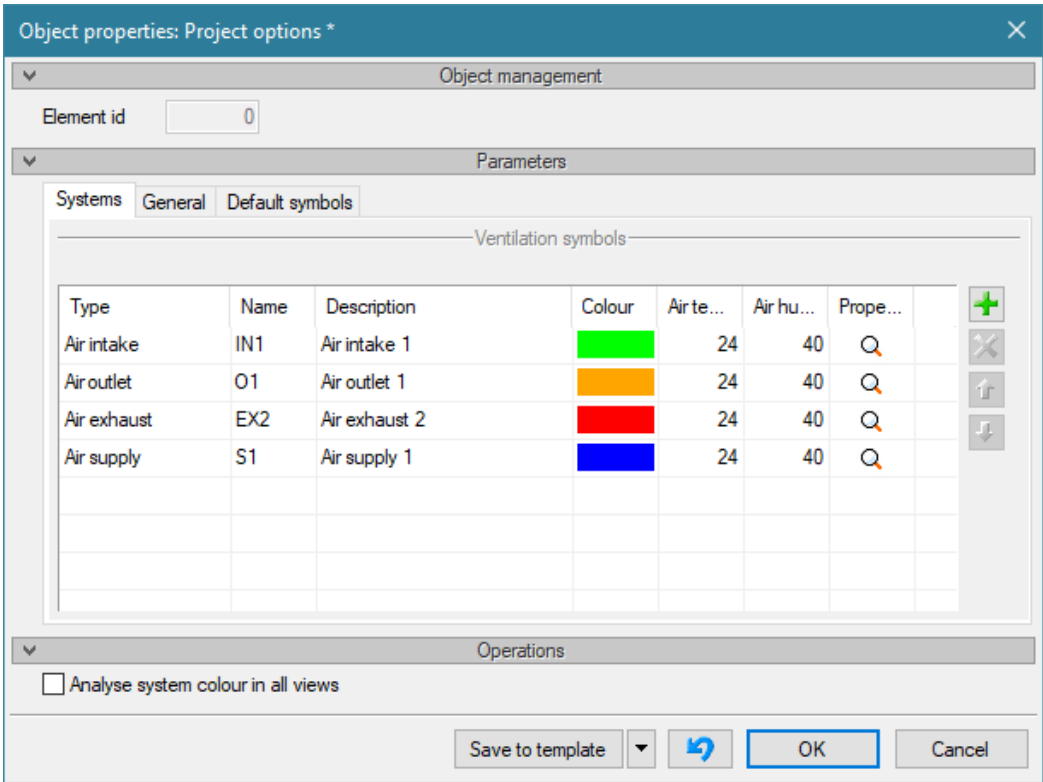 Object properties: Project options *
Object management
Element id 0
Parameters
Systems General Default symbols
Ventilation symbols
Type Name Description Colour Air te... Air hu... Prope...
Air intake IN1 Air intake 1 24 40
Air outlet O1 Air outlet 1 24 40
Air exhaust EX2 Air exhaust 2 24 40
Air supply S1 Air supply 1 24 40
Operations
Analyse system colour in all views
Save to template OK Cancel